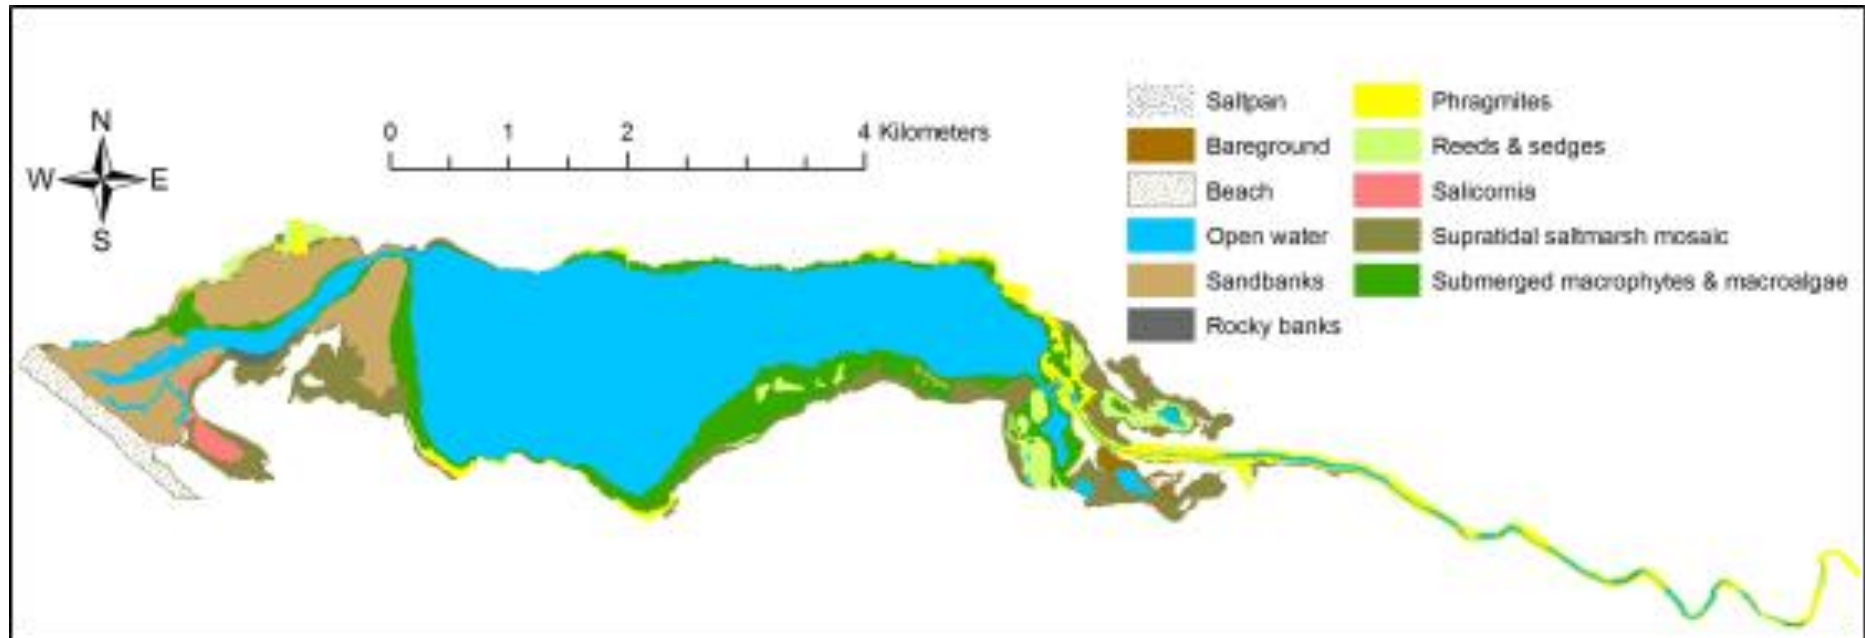 N
W E
S
0 1 2 4 Kilometers
Saltpan
Bareground
Beach
Open water
Sandbanks
Rocky banks
Phragmites
Reeds & sedges
Salicornia
Supratidal saltmarsh mosaic
Submerged macrophytes & macroalgae